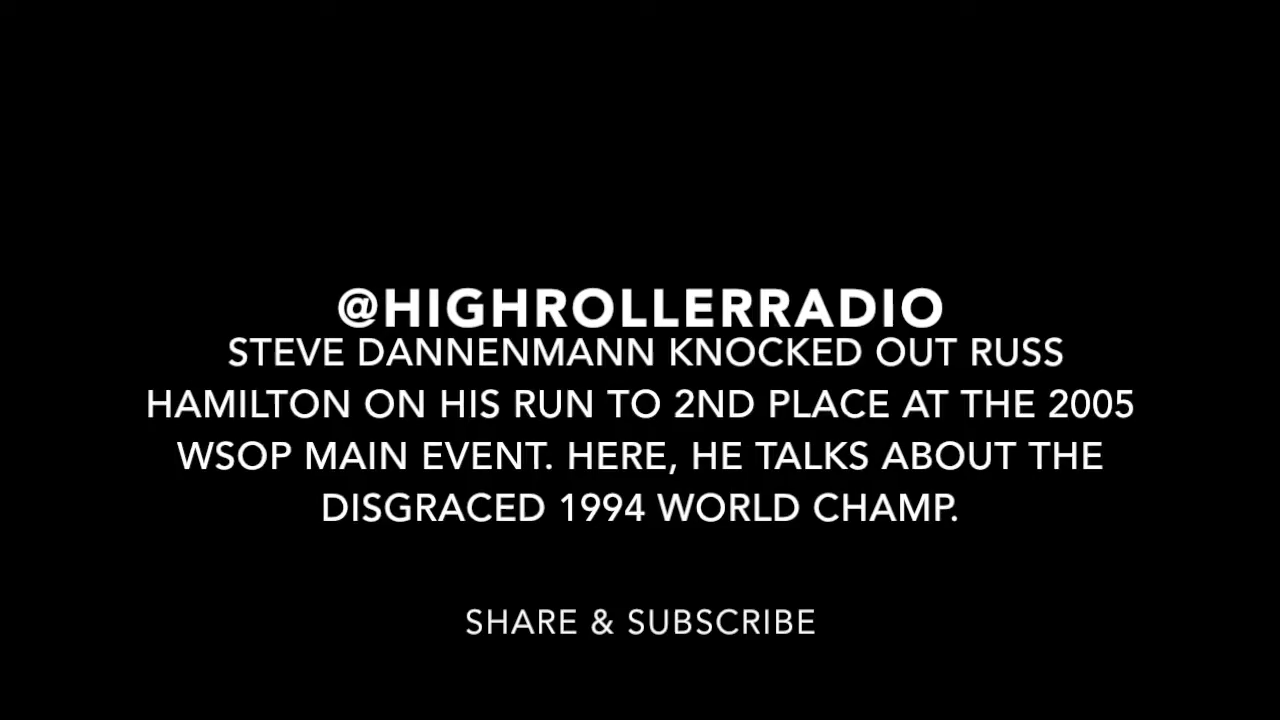 @HIGHROLLERRADIO
STEVE DANNENMANN KNOCKED OUT RUSS
HAMILTON ON HIS RUN TO 2ND PLACE AT THE 2005
WSOP MAIN EVENT. HERE, HE TALKS ABOUT THE
DISGRACED 1994 WORLD CHAMP.
SHARE & SUBSCRIBE